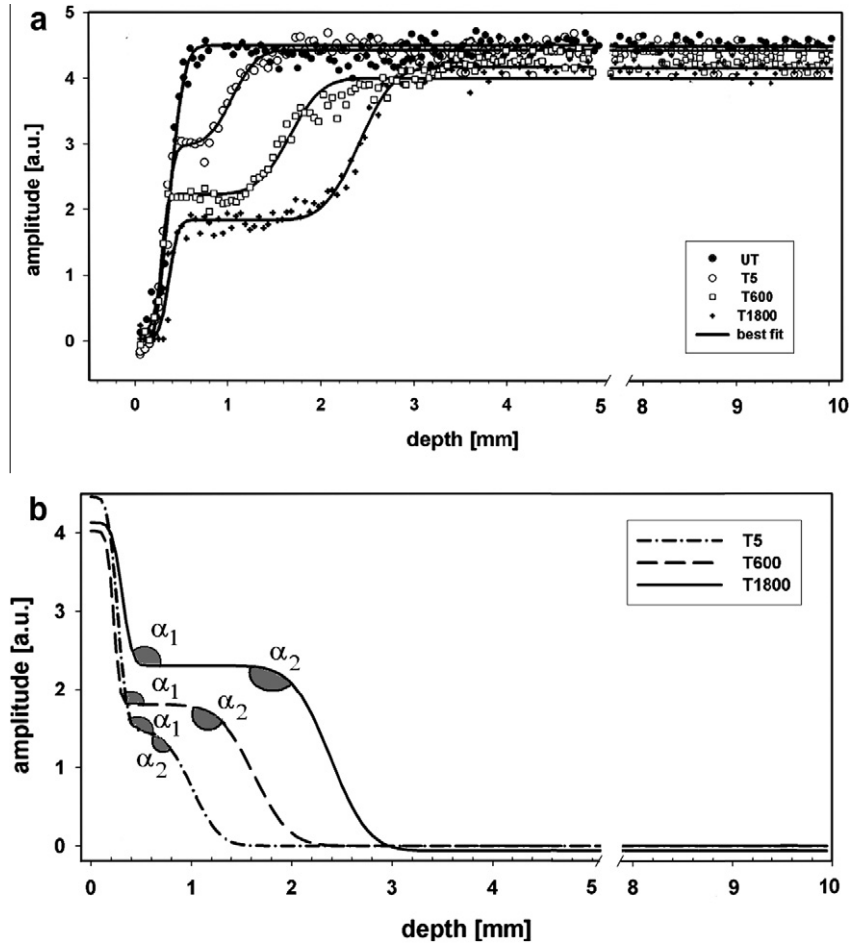 a
5
4
3
2
1
0
amplitude [a.u.]
UT
T5
T600
T1800
best fit
0 1 2 3 4 5 8 9 10
depth [mm]
b
4
3
2
1
0
amplitude [a.u.]
T5
T600
T1800
α1
α2
α1
α2
α1
α2
0 1 2 3 4 5 8 9 10
depth [mm]